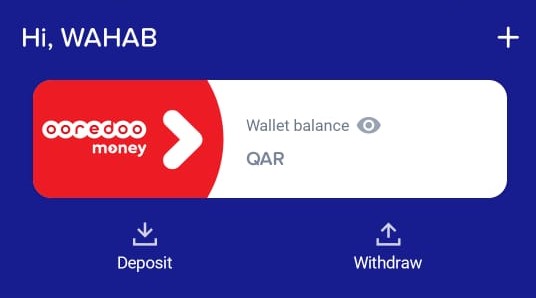 Hi, WAHAB
ooredoo
money
Wallet balance
QAR
Deposit
Withdraw